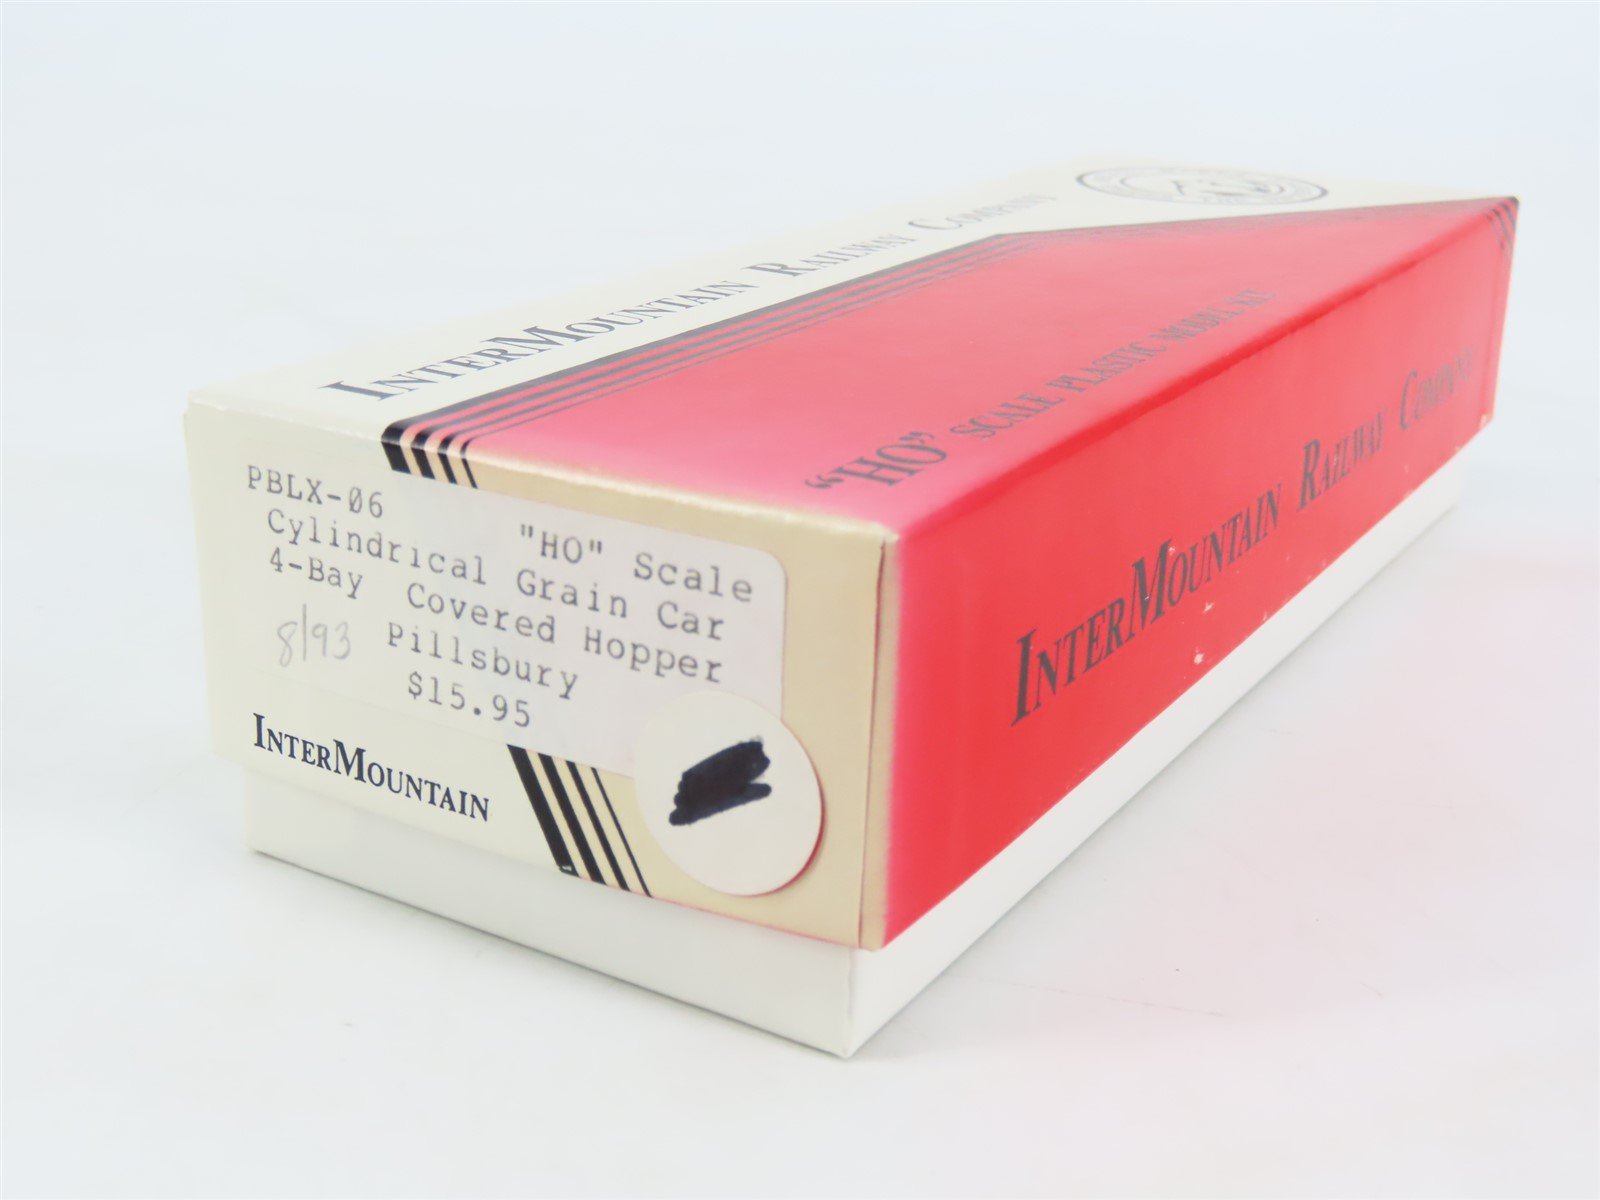 INTERMOUNTAIN RAILWAY COMPANY
"HO" SCALE PLASTIC MODEL KIT
INTERMOUNTAIN RAILWAY COMPANY
PBLX-06
"HO" Scale
Cylindrical Grain Car
4-Bay Covered Hopper
8/93 Pillsbury
$15.95
INTERMOUNTAIN